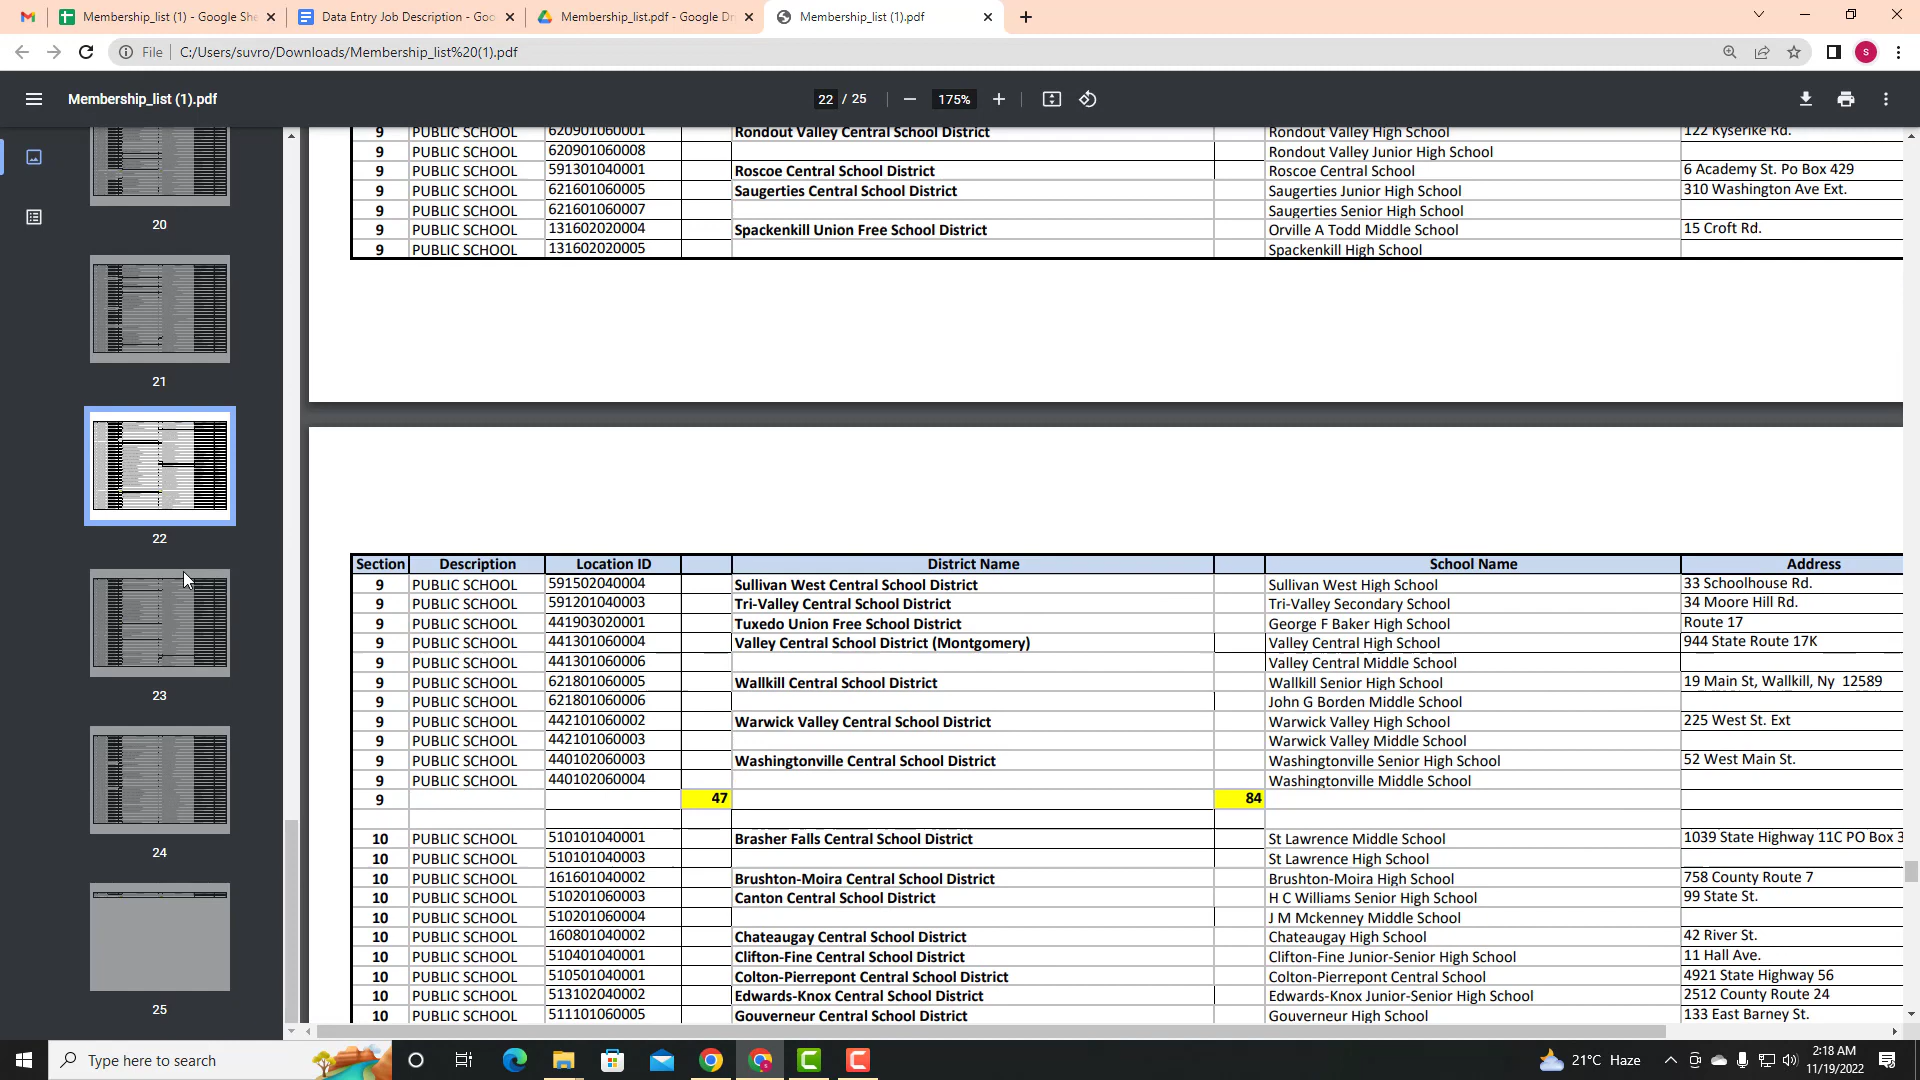 Membership_list (1) - Google She
Data Entry Job Description - Goo
Membership_list.pdf - Google Dri
Membership_list (1).pdf
File C:/Users/suvro/Downloads/Membership_list%20(1).pdf
s
Membership_list (1).pdf
22 / 25
175%
20
21
22
23
24
25
9 PUBLIC SCHOOL 620901060001 Rondout Valley Central School District Rondout Valley High School 122 Kyserike Rd.
9 PUBLIC SCHOOL 620901060008 Rondout Valley Junior High School
9 PUBLIC SCHOOL 591301040001 Roscoe Central School District Roscoe Central School 6 Academy St. Po Box 429
9 PUBLIC SCHOOL 621601060005 Saugerties Central School District Saugerties Junior High School 310 Washington Ave Ext.
9 PUBLIC SCHOOL 621601060007 Saugerties Senior High School
9 PUBLIC SCHOOL 131602020004 Spackenkill Union Free School District Orville A Todd Middle School 15 Croft Rd.
9 PUBLIC SCHOOL 131602020005 Spackenkill High School
Section Description Location ID District Name School Name Address
9 PUBLIC SCHOOL 591502040004 Sullivan West Central School District Sullivan West High School 33 Schoolhouse Rd.
9 PUBLIC SCHOOL 591201040003 Tri-Valley Central School District Tri-Valley Secondary School 34 Moore Hill Rd.
9 PUBLIC SCHOOL 441903020001 Tuxedo Union Free School District George F Baker High School Route 17
9 PUBLIC SCHOOL 441301060004 Valley Central School District (Montgomery) Valley Central High School 944 State Route 17K
9 PUBLIC SCHOOL 441301060006 Valley Central Middle School
9 PUBLIC SCHOOL 621801060005 Wallkill Central School District Wallkill Senior High School 19 Main St, Wallkill, Ny 12589
9 PUBLIC SCHOOL 621801060006 John G Borden Middle School
9 PUBLIC SCHOOL 442101060002 Warwick Valley Central School District Warwick Valley High School 225 West St. Ext
9 PUBLIC SCHOOL 442101060003 Warwick Valley Middle School
9 PUBLIC SCHOOL 440102060003 Washingtonville Central School District Washingtonville Senior High School 52 West Main St.
9 PUBLIC SCHOOL 440102060004 Washingtonville Middle School
9 47 84
10 PUBLIC SCHOOL 510101040001 Brasher Falls Central School District St Lawrence Middle School 1039 State Highway 11C PO Box 3
10 PUBLIC SCHOOL 510101040003 St Lawrence High School
10 PUBLIC SCHOOL 161601040002 Brushton-Moira Central School District Brushton-Moira High School 758 County Route 7
10 PUBLIC SCHOOL 510201060003 Canton Central School District H C Williams Senior High School 99 State St.
10 PUBLIC SCHOOL 510201060004 J M Mckenney Middle School
10 PUBLIC SCHOOL 160801040002 Chateaugay Central School District Chateaugay High School 42 River St.
10 PUBLIC SCHOOL 510401040001 Clifton-Fine Central School District Clifton-Fine Junior-Senior High School 11 Hall Ave.
10 PUBLIC SCHOOL 510501040001 Colton-Pierrepont Central School District Colton-Pierrepont Central School 4921 State Highway 56
10 PUBLIC SCHOOL 513102040002 Edwards-Knox Central School District Edwards-Knox Junior-Senior High School 2512 County Route 24
10 PUBLIC SCHOOL 511101060005 Gouverneur Central School District Gouverneur High School 133 East Barney St.
Type here to search
21°C Haze
2:18 AM
11/19/2022